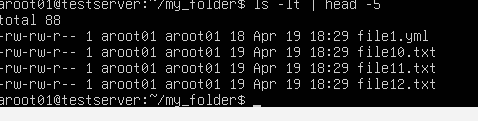 aroot01@testserver:~/my_folder$ ls -lt | head -5
total 88
-rw-rw-r-- 1 aroot01 aroot01 18 Apr 19 18:29 file1.yml
-rw-rw-r-- 1 aroot01 aroot01 19 Apr 19 18:29 file10.txt
-rw-rw-r-- 1 aroot01 aroot01 19 Apr 19 18:29 file11.txt
-rw-rw-r-- 1 aroot01 aroot01 19 Apr 19 18:29 file12.txt
aroot01@testserver:~/my_folder$ _